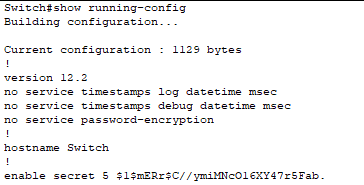 Switch#show running-config
Building configuration...
Current configuration : 1129 bytes
!
version 12.2
no service timestamps log datetime msec
no service timestamps debug datetime msec
no service password-encryption
!
hostname Switch
!
enable secret 5 $1$mERr$C//ymiMNcO16XY47r5Fab.